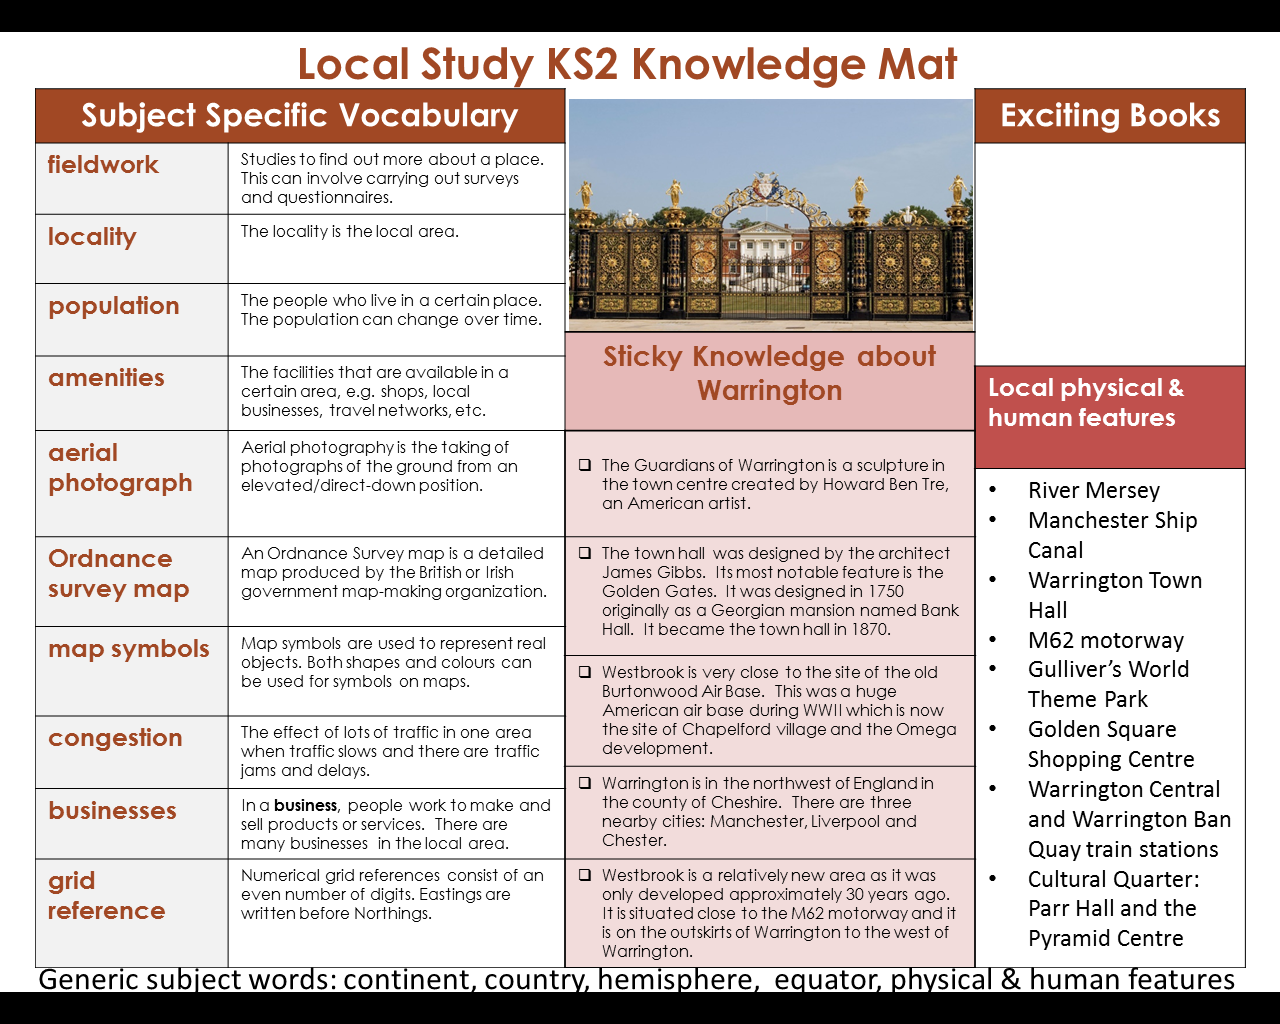 Local Study KS2 Knowledge Mat
Subject Specific Vocabulary
fieldwork
Studies to find out more about a place.
This can involve carrying out surveys
and questionnaires.
locality
The locality is the local area.
population
The people who live in a certain place.
The population can change over time.
amenities
The facilities that are available in a
certain area, e.g. shops, local
businesses, travel networks, etc.
aerial
photograph
Aerial photography is the taking of
photographs of the ground from an
elevated/direct-down position.
Ordnance
survey map
An Ordnance Survey map is a detailed
map produced by the British or Irish
government map-making organization.
map symbols
Map symbols are used to represent real
objects. Both shapes and colours can
be used for symbols on maps.
congestion
The effect of lots of traffic in one area
when traffic slows and there are traffic
jams and delays.
businesses
In a business, people work to make and
sell products or services. There are
many businesses in the local area.
grid
reference
Numerical grid references consist of an
even number of digits. Eastings are
written before Northings.
Sticky Knowledge about
Warrington
❑ The Guardians of Warrington is a sculpture in
the town centre created by Howard Ben Tre,
an American artist.
❑ The town hall was designed by the architect
James Gibbs. Its most notable feature is the
Golden Gates. It was designed in 1750
originally as a Georgian mansion named Bank
Hall. It became the town hall in 1870.
❑ Westbrook is very close to the site of the old
Burtonwood Air Base. This was a huge
American air base during WWII which is now
the site of Chapelford village and the Omega
development.
❑ Warrington is in the northwest of England in
the county of Cheshire. There are three
nearby cities: Manchester, Liverpool and
Chester.
❑ Westbrook is a relatively new area as it was
only developed approximately 30 years ago.
It is situated close to the M62 motorway and it
is on the outskirts of Warrington to the west of
Warrington.
Exciting Books
Local physical &
human features
• River Mersey
• Manchester Ship
Canal
• Warrington Town
Hall
• M62 motorway
• Gulliver’s World
Theme Park
• Golden Square
Shopping Centre
• Warrington Central
and Warrington Ban
Quay train stations
• Cultural Quarter:
Parr Hall and the
Pyramid Centre
Generic subject words: continent, country, hemisphere, equator, physical & human features